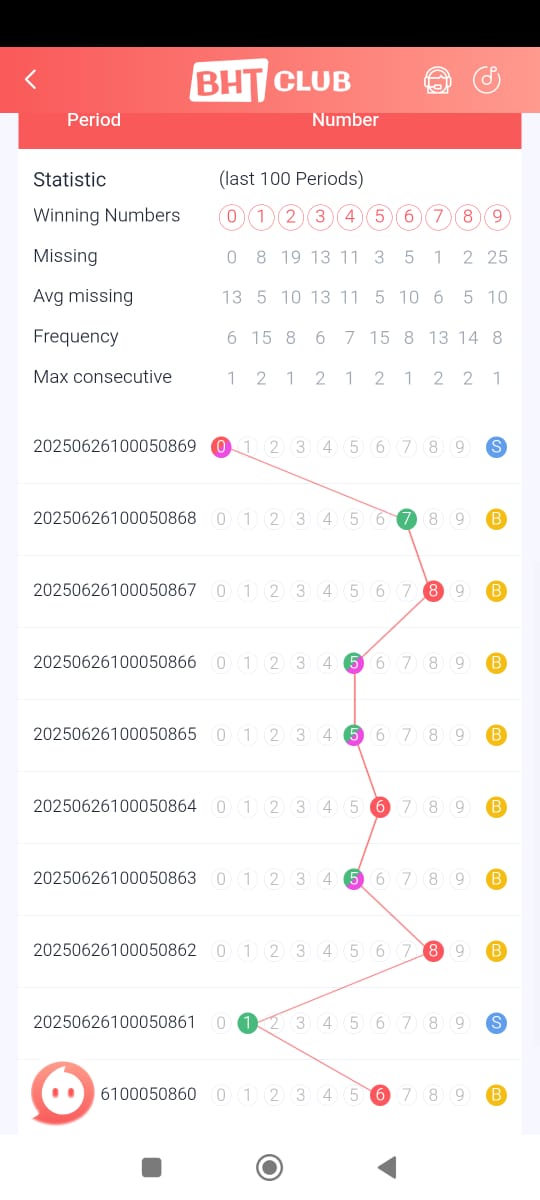 BHT CLUB
Period Number
Statistic (last 100 Periods)
Winning Numbers 0 1 2 3 4 5 6 7 8 9
Missing 0 8 19 13 11 3 5 1 2 25
Avg missing 13 5 10 13 11 5 10 6 5 10
Frequency 6 15 8 6 7 15 8 13 14 8
Max consecutive 1 2 1 2 1 2 1 2 2 1
20250626100050869 0 1 2 3 4 5 6 7 8 9 S
20250626100050868 0 1 2 3 4 5 6 7 8 9 B
20250626100050867 0 1 2 3 4 5 6 7 8 9 B
20250626100050866 0 1 2 3 4 5 6 7 8 9 B
20250626100050865 0 1 2 3 4 5 6 7 8 9 B
20250626100050864 0 1 2 3 4 5 6 7 8 9 B
20250626100050863 0 1 2 3 4 5 6 7 8 9 B
20250626100050862 0 1 2 3 4 5 6 7 8 9 B
20250626100050861 0 1 2 3 4 5 6 7 8 9 S
6100050860 0 1 2 3 4 5 6 7 8 9 B